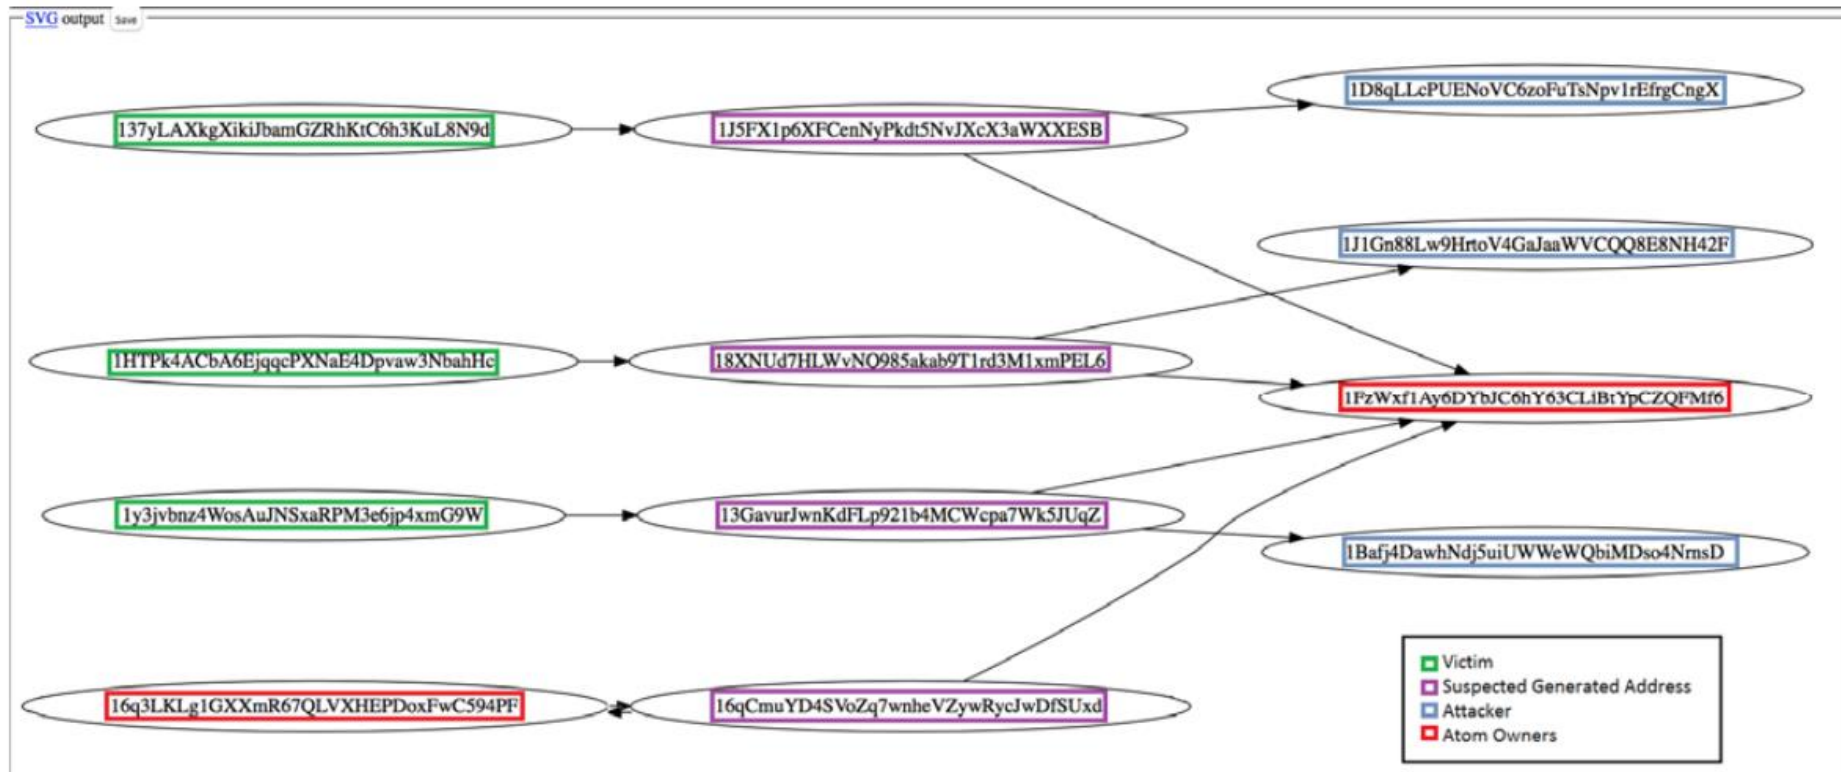 SVG output Save
137yLAXkgXikiJbamGZRhKtC6h3KuL8N9d
1J5FX1p6XFCenNyPkdt5NvJXcX3aWXXESB
1D8qLLcPUENoVC6zoFuTsNpv1rEfrgCngX
1J1Gn88Lw9HrtoV4GaJaaWVCQQ8E8NH42F
1HTPk4ACbA6EjqqcPXNaE4Dpvaw3NbahHc
18XNUd7HLWvNQ985akab9T1rd3M1xmPEL6
1FzWxf1Ay6DYbJC6hY63CLiBtYpCZQFMf6
1y3jvbnz4WosAuJNSxaRPM3e6jp4xmG9W
13GavurJwnKdFLp921b4MCWcpa7Wk5JUqZ
1Bafj4DawhNdj5uiUWWeWQbiMDso4NrnsD
16q3LKLg1GXXmR67QLVXHEPDoxFwC594PF
16qCmuYD4SVoZq7wnheVZywRycJwDfSUxd
Victim
Suspected Generated Address
Attacker
Atom Owners